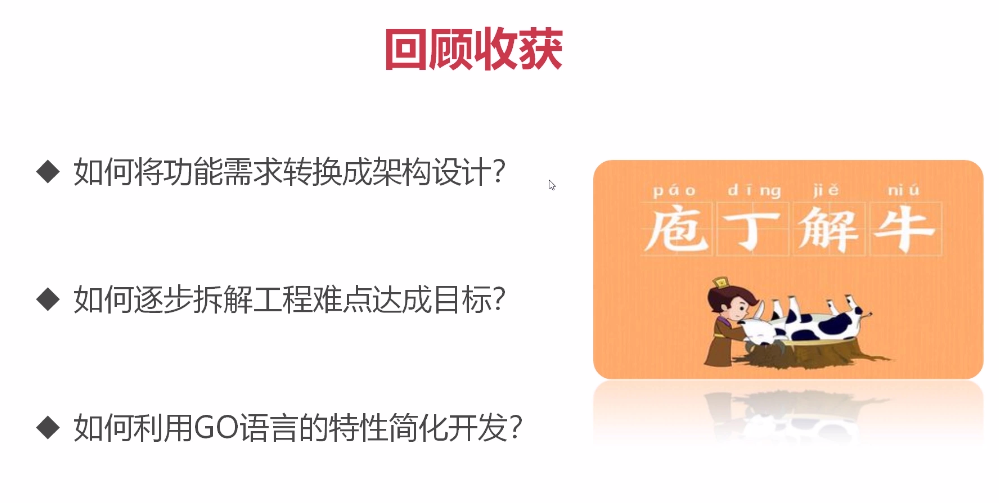 回顾收获
◆ 如何将功能需求转换成架构设计?
◆ 如何逐步拆解工程难点达成目标?
◆ 如何利用GO语言的特性简化开发?
páo dīng jiě niú
庖丁解牛